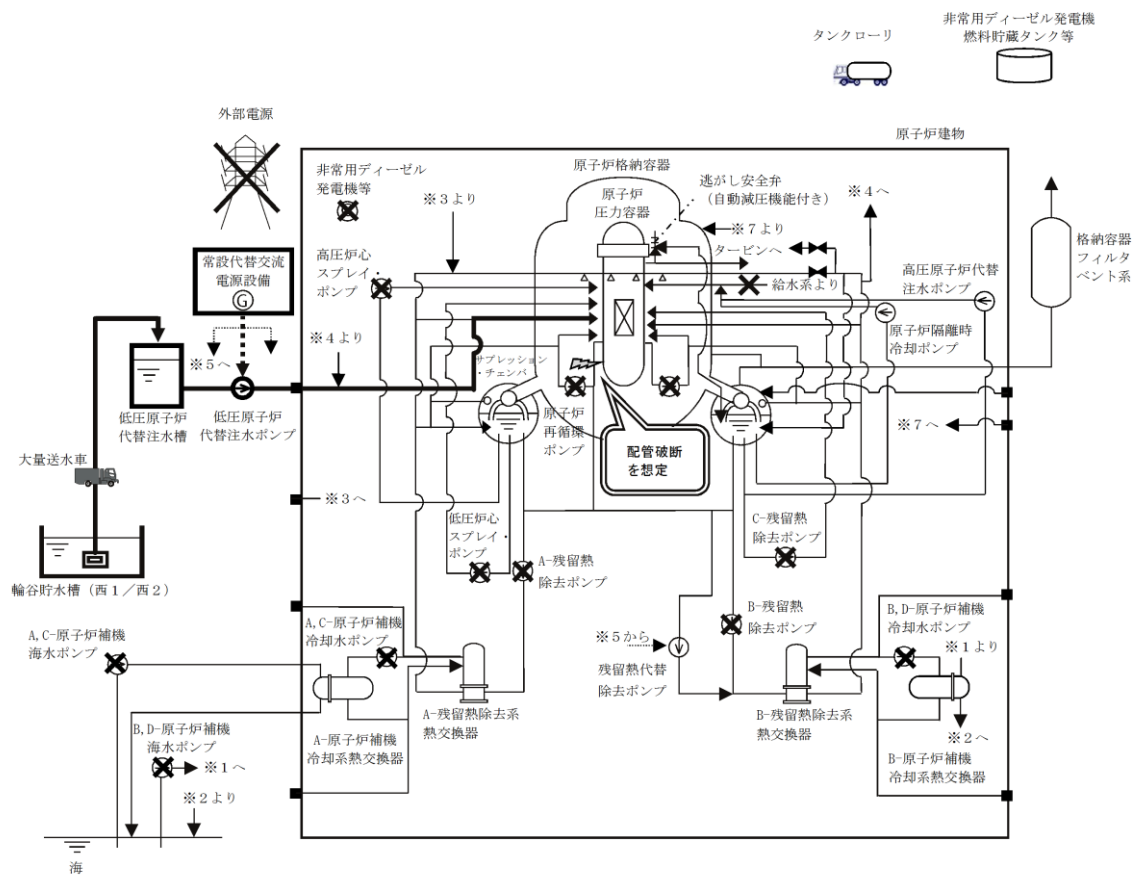 タンクローリ
非常用ディーゼル発電機
燃料貯蔵タンク等
外部電源
原子炉建物
非常用ディーゼル
発電機等
原子炉格納容器
原子炉
圧力容器
逃がし安全弁
（自動減圧機能付き）
※３より
※４へ
※７より
タービンへ
格納容器
フィルタ
ベント系
常設代替交流
電源設備
G
高圧炉心
スプレイ・
ポンプ
給水系より
高圧原子炉代替
注水ポンプ
原子炉隔離時
冷却ポンプ
※５へ
※４より
サプレッション
・チェンバ
低圧原子炉
代替注水槽
低圧原子炉
代替注水ポンプ
原子炉
再循環
ポンプ
配管破断
を想定
※７へ
大量送水車
※３へ
低圧炉心
スプレイ・
ポンプ
C-残留熱
除去ポンプ
A-残留熱
除去ポンプ
輪谷貯水槽（西１／西２）
A,C-原子炉補機
海水ポンプ
A,C-原子炉補機
冷却水ポンプ
※５から
B-残留熱
除去ポンプ
B,D-原子炉補機
冷却水ポンプ
※１より
残留熱代替
除去ポンプ
A-残留熱除去系
熱交換器
B-残留熱除去系
熱交換器
※２へ
B,D-原子炉補機
海水ポンプ
※１へ
A-原子炉補機
冷却系熱交換器
B-原子炉補機
冷却系熱交換器
※２より
海